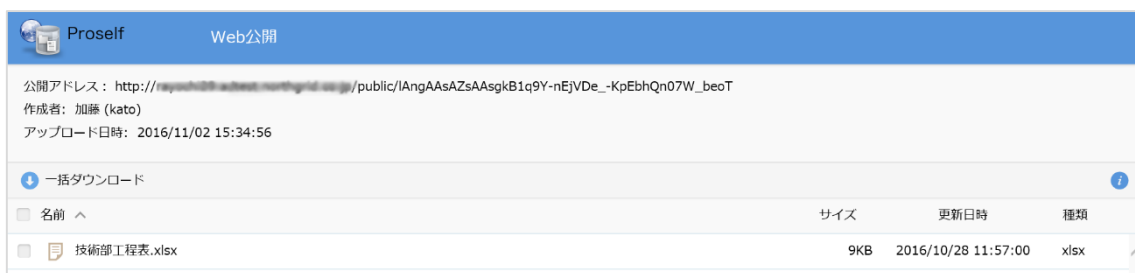 Proself Web公開
公開アドレス： http:// /public/lAngAAsAZsAAsgkB1q9Y-nEjVDe_-KpEbhQn07W_beoT
作成者： 加藤 (kato)
アップロード日時： 2016/11/02 15:34:56
一括ダウンロード
名前 サイズ 更新日時 種類
技術部工程表.xlsx 9KB 2016/10/28 11:57:00 xlsx